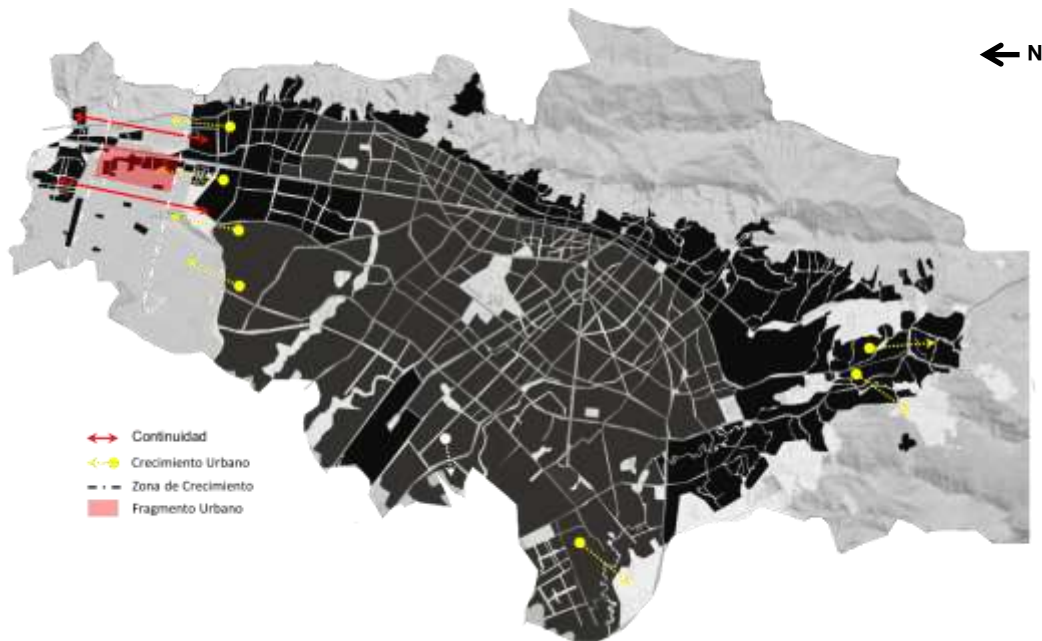 N
Continuidad
Crecimiento Urbano
Zona de Crecimiento
Fragmento Urbano